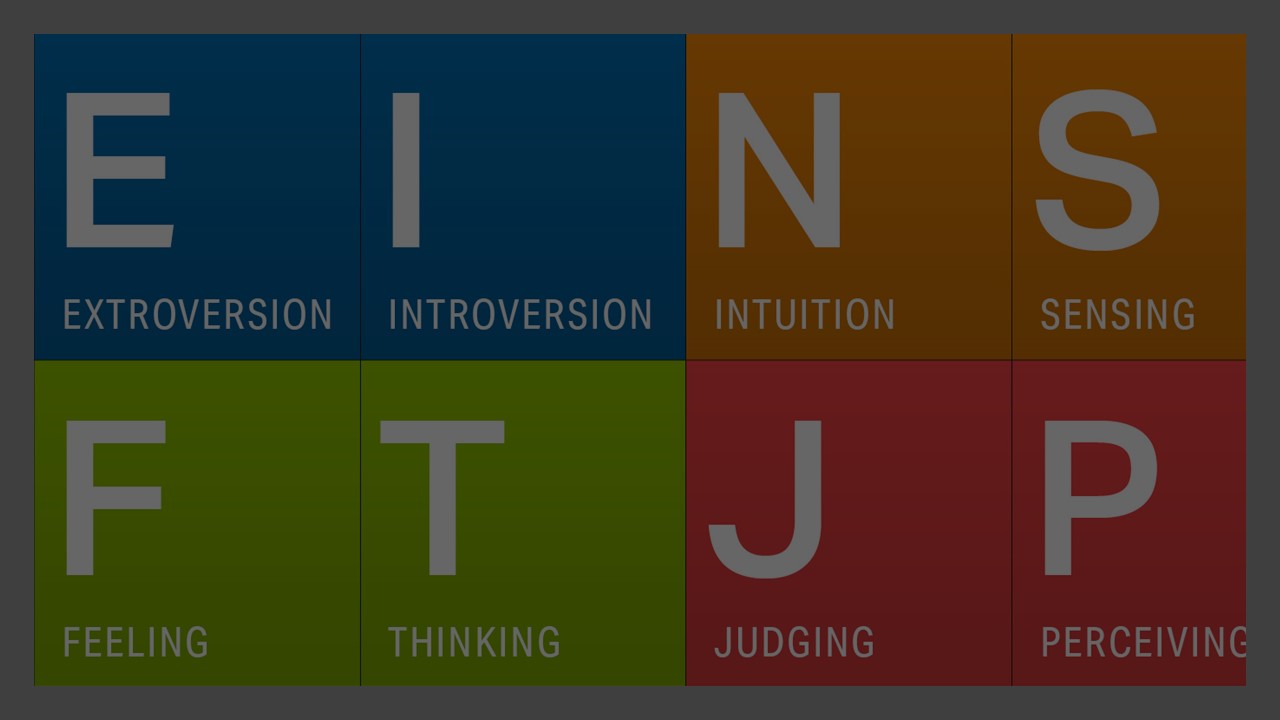 E I N S
EXTROVERSION INTROVERSION INTUITION SENSING
F T J P
FEELING THINKING JUDGING PERCEIVING